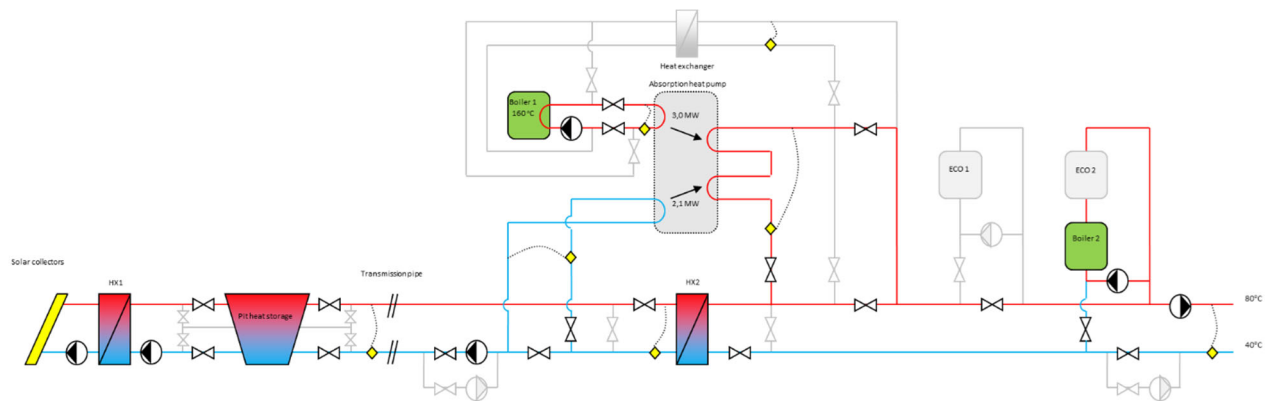 Heat exchanger
Absorption heat pump
Boiler 1
160 °C
3,0 MW
2,1 MW
ECO 1
ECO 2
Boiler 2
Solar collectors
HX1
Pit heat storage
Transmission pipe
HX2
80°C
40°C